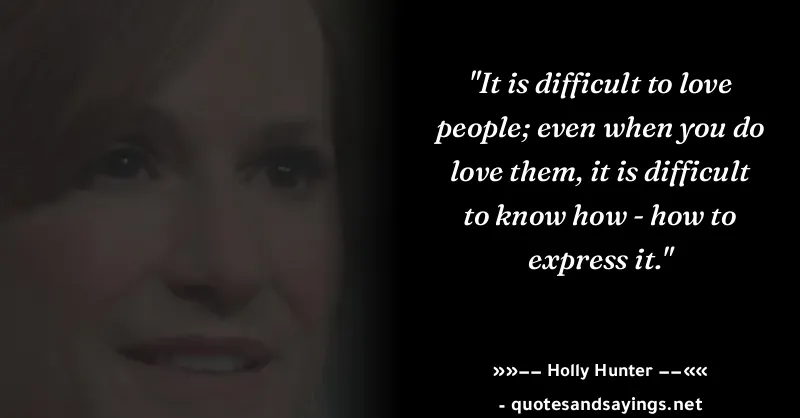 "It is difficult to love
people; even when you do
love them, it is difficult
to know how - how to
express it."
»»−− Holly Hunter −−««
- quotesandsayings.net